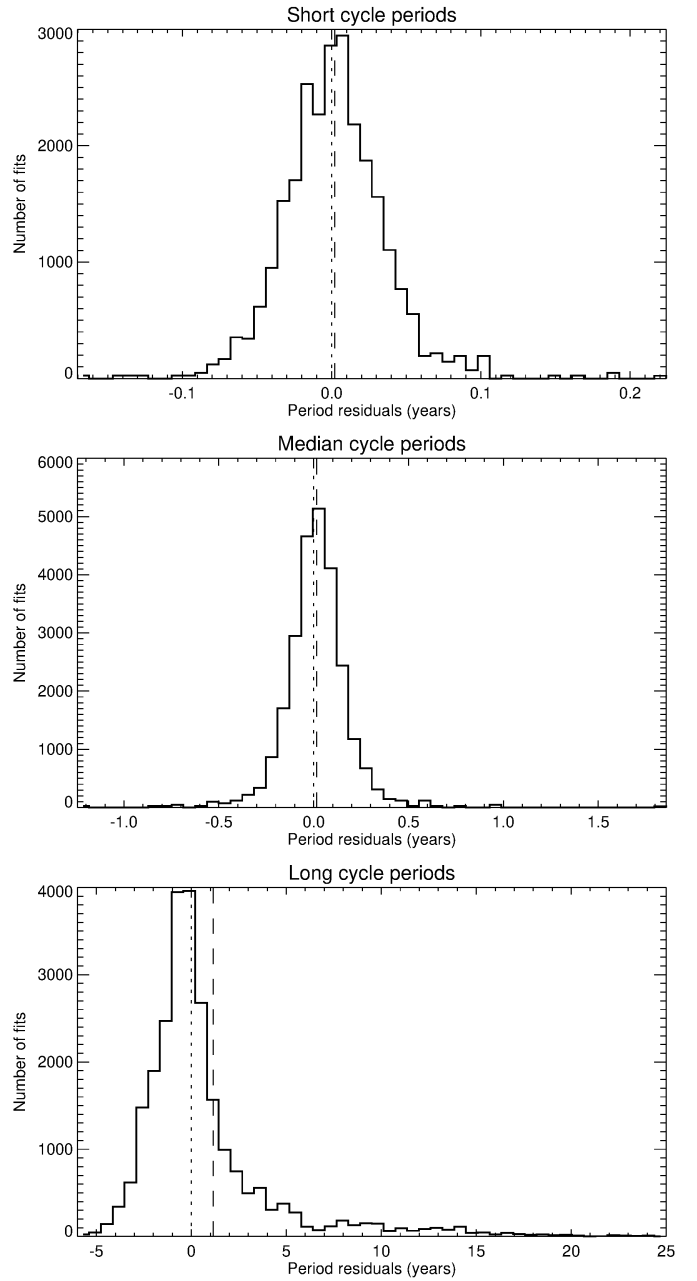 Short cycle periods
3000
2000
1000
0
Number of fits
-0.1 0.0 0.1 0.2
Period residuals (years)
Median cycle periods
6000
5000
4000
3000
2000
1000
0
Number of fits
-1.0 -0.5 0.0 0.5 1.0 1.5
Period residuals (years)
Long cycle periods
4000
3000
2000
1000
0
Number of fits
-5 0 5 10 15 20 25
Period residuals (years)